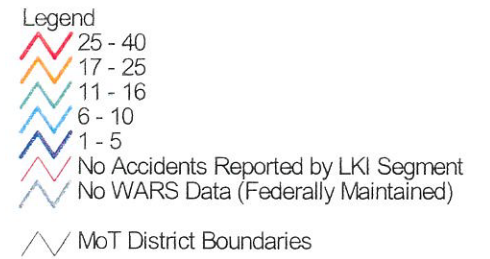 Legend
25 - 40
17 - 25
11 - 16
6 - 10
1 - 5
No Accidents Reported by LKI Segment
No WARS Data (Federally Maintained)
MoT District Boundaries